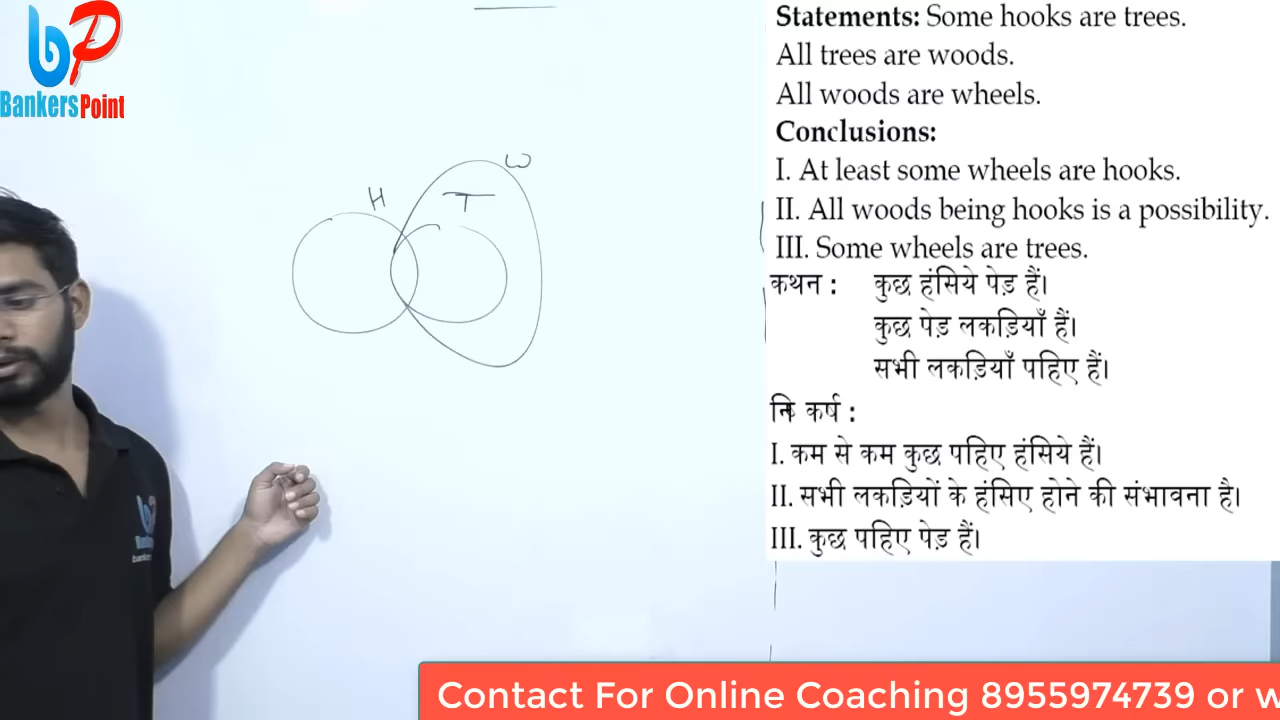 bP
BankersPoint
H
T
W
Statements: Some hooks are trees.
All trees are woods.
All woods are wheels.
Conclusions:
I. At least some wheels are hooks.
II. All woods being hooks is a possibility.
III. Some wheels are trees.
कथन : कुछ हंसिये पेड़ हैं।
कुछ पेड़ लकड़ियाँ हैं।
सभी लकड़ियाँ पहिए हैं।
कर्ष :
I. कम से कम कुछ पहिए हंसिये हैं।
II. सभी लकड़ियों के हंसिए होने की संभावना है।
III. कुछ पहिए पेड़ हैं।
Contact For Online Coaching 8955974739 or w